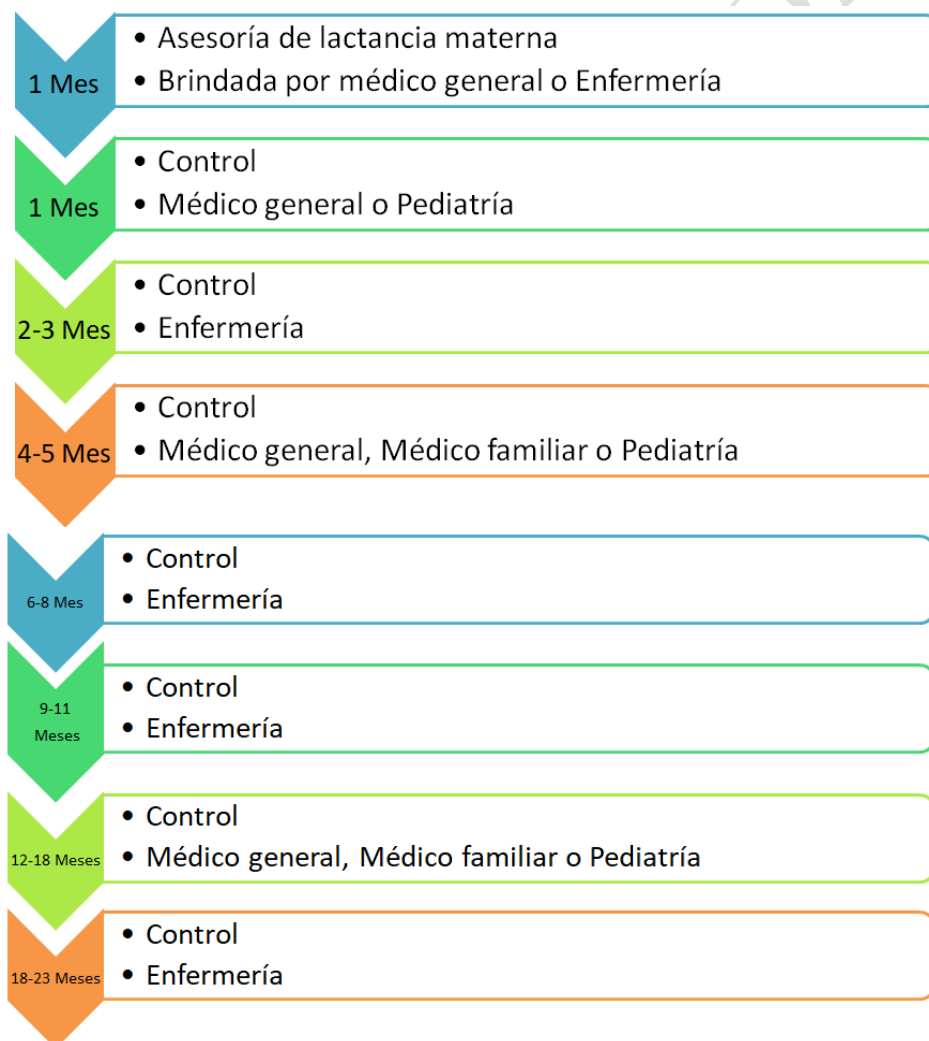 1 Mes
• Asesoría de lactancia materna
• Brindada por médico general o Enfermería
1 Mes
• Control
• Médico general o Pediatría
2-3 Mes
• Control
• Enfermería
4-5 Mes
• Control
• Médico general, Médico familiar o Pediatría
6-8 Mes
• Control
• Enfermería
9-11
Meses
• Control
• Enfermería
12-18 Meses
• Control
• Médico general, Médico familiar o Pediatría
18-23 Meses
• Control
• Enfermería